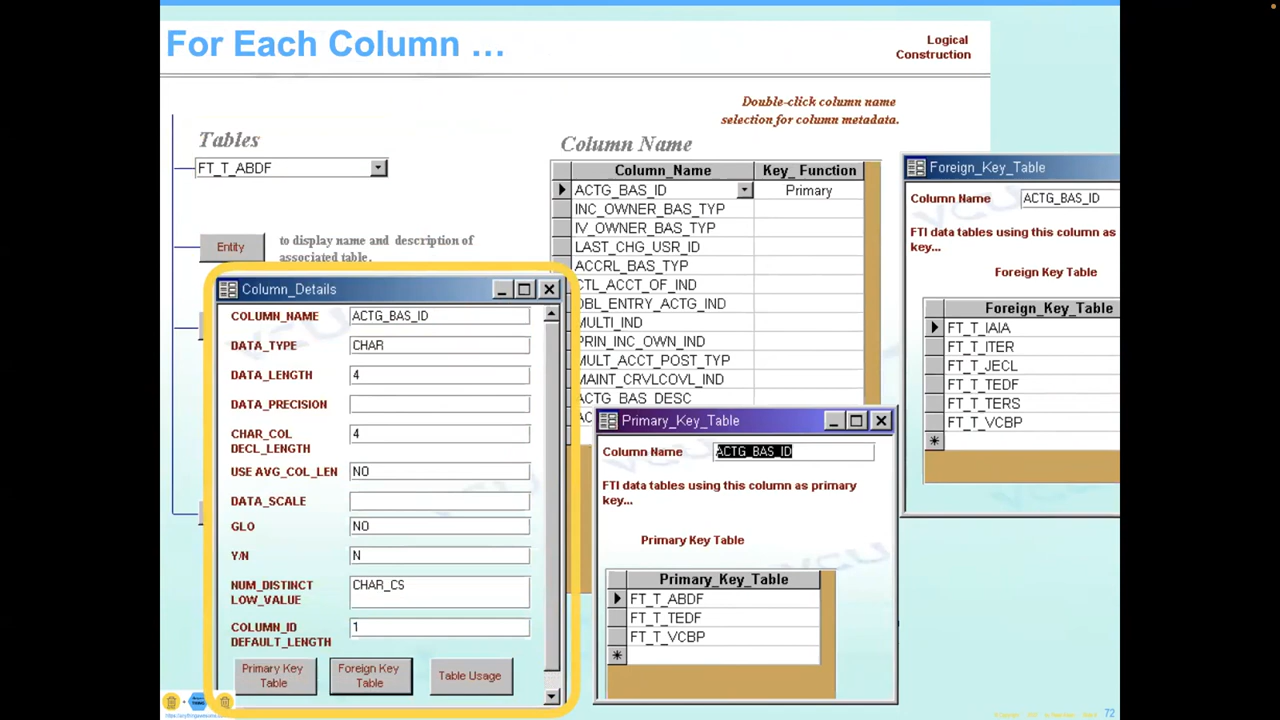 For Each Column …
Logical
Construction
Double-click column name
selection for column metadata.
Tables
FT_T_ABDF
Entity
to display name and description of
associated table.
Column Name
Column_Name
Key_ Function
ACTG_BAS_ID
Primary
INC_OWNER_BAS_TYP
IV_OWNER_BAS_TYP
LAST_CHG_USR_ID
ACCRL_BAS_TYP
CTL_ACCT_OF_IND
OBL_ENTRY_ACTG_IND
MULTI_IND
PRIN_INC_OWN_IND
MULT_ACCT_POST_TYP
MAINT_CRVLCOVL_IND
ACTG_BAS_DESC
AC
Column_Details
COLUMN_NAME
ACTG_BAS_ID
DATA_TYPE
CHAR
DATA_LENGTH
4
DATA_PRECISION
CHAR_COL
DECL_LENGTH
4
USE AVG_COL_LEN
NO
DATA_SCALE
GLO
NO
Y/N
N
NUM_DISTINCT
LOW_VALUE
CHAR_CS
COLUMN_ID
DEFAULT_LENGTH
1
Primary Key
Table
Foreign Key
Table
Table Usage
Primary_Key_Table
Column Name
ACTG_BAS_ID
FTI data tables using this column as primary
key...
Primary Key Table
Primary_Key_Table
FT_T_ABDF
FT_T_TEDF
FT_T_VCBP
Foreign_Key_Table
Column Name
ACTG_BAS_ID
FTI data tables using this column as
key...
Foreign Key Table
Foreign_Key_Table
FT_T_IAIA
FT_T_ITER
FT_T_JECL
FT_T_TEDF
FT_T_TERS
FT_T_VCBP
72